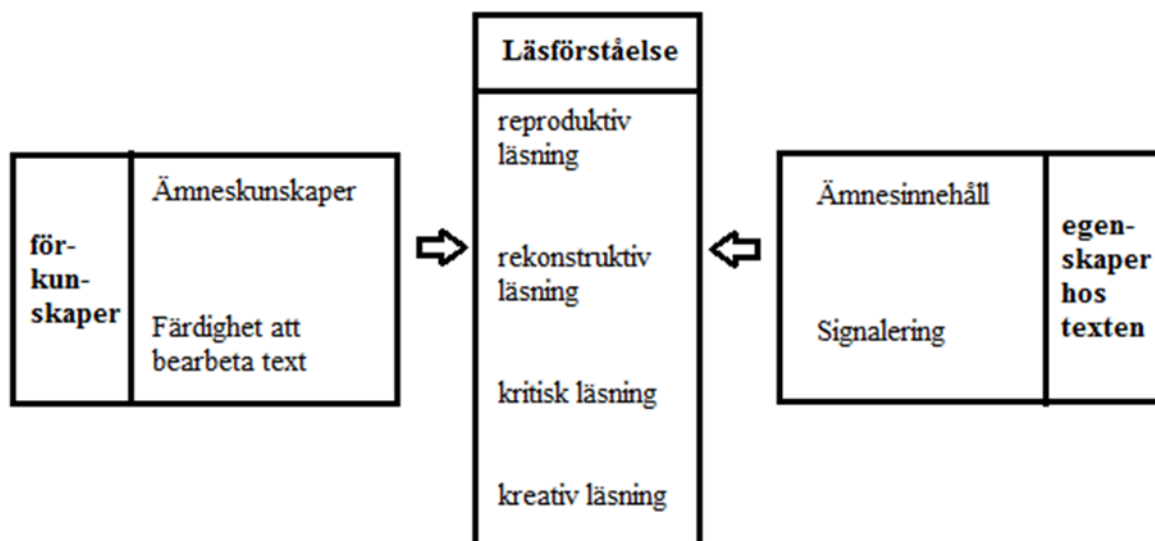 för-
kun-
skaper
Ämneskunskaper
Färdighet att
bearbeta text
Läsförståelse
reproduktiv
läsning
rekonstruktiv
läsning
kritisk läsning
kreativ läsning
Ämnesinnehåll
Signalering
egen-
skaper
hos
texten